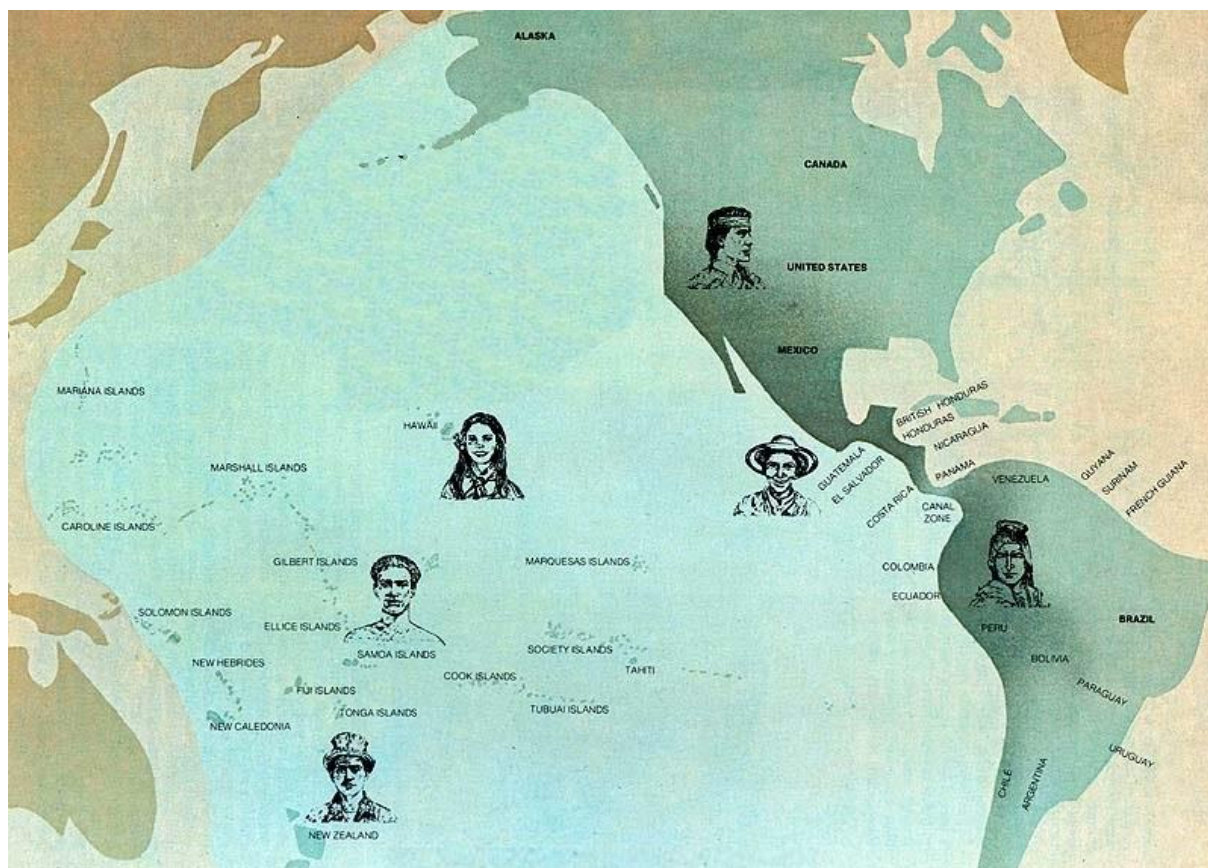 ALASKA
CANADA
UNITED STATES
MEXICO
MARIANA ISLANDS
HAWAII
BRITISH HONDURAS
HONDURAS
NICARAGUA
PANAMA
GUATEMALA
EL SALVADOR
COSTA RICA
CANAL
ZONE
VENEZUELA
GUYANA
SURINAM
FRENCH GUIANA
MARSHALL ISLANDS
CAROLINE ISLANDS
GILBERT ISLANDS
MARQUESAS ISLANDS
COLOMBIA
ECUADOR
SOLOMON ISLANDS
ELLICE ISLANDS
PERU
BRAZIL
SAMOA ISLANDS
SOCIETY ISLANDS
NEW HEBRIDES
COOK ISLANDS
TAHITI
BOLIVIA
FIJI ISLANDS
PARAGUAY
TONGA ISLANDS
TUBUAI ISLANDS
NEW CALEDONIA
URUGUAY
CHILE
ARGENTINA
NEW ZEALAND